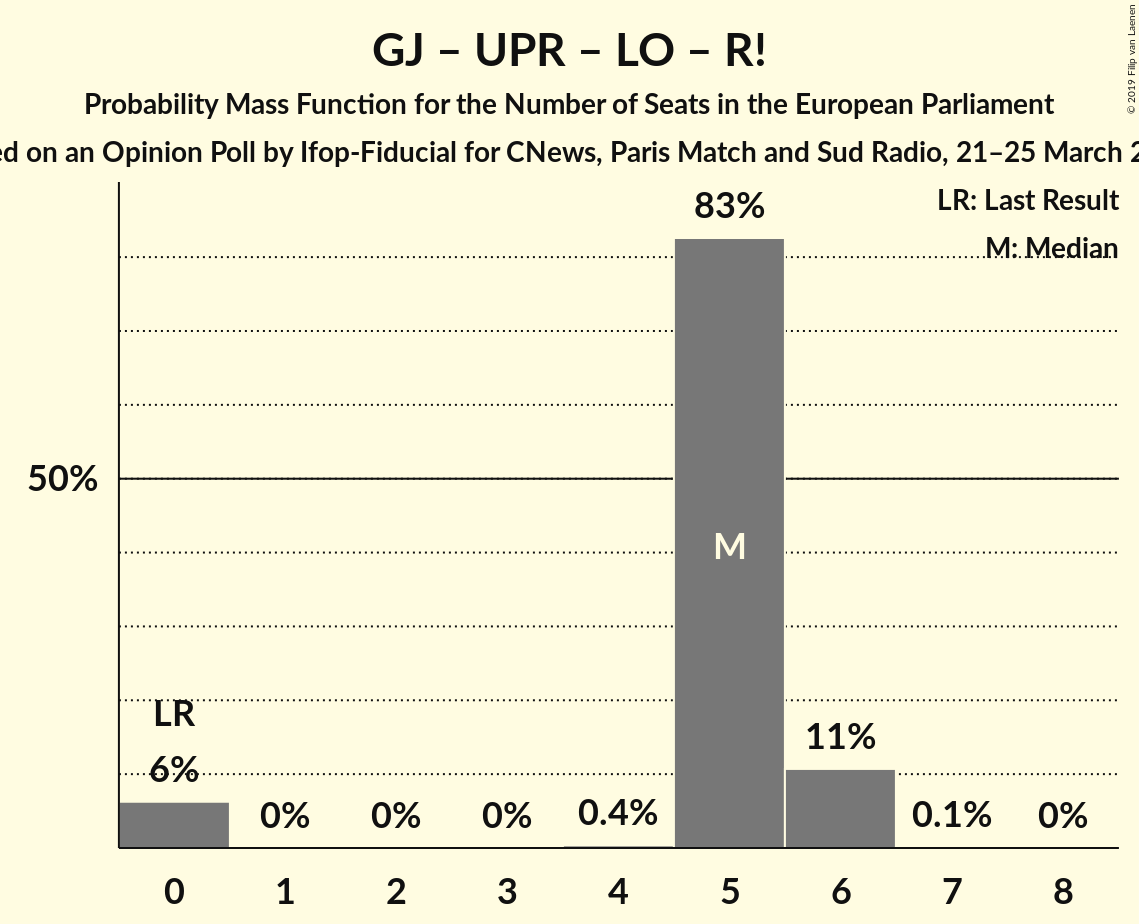 GJ – UPR – LO – R!
Probability Mass Function for the Number of Seats in the European Parliament
on an Opinion Poll by Ifop-Fiducial for CNews, Paris Match and Sud Radio, 21–25 March
© 2019 Filip van Laenen
LR: Last Result
M: Median
83%
50%
M
LR
6%
0%
0%
0%
0.4%
11%
0.1%
0%
0 1 2 3 4 5 6 7 8